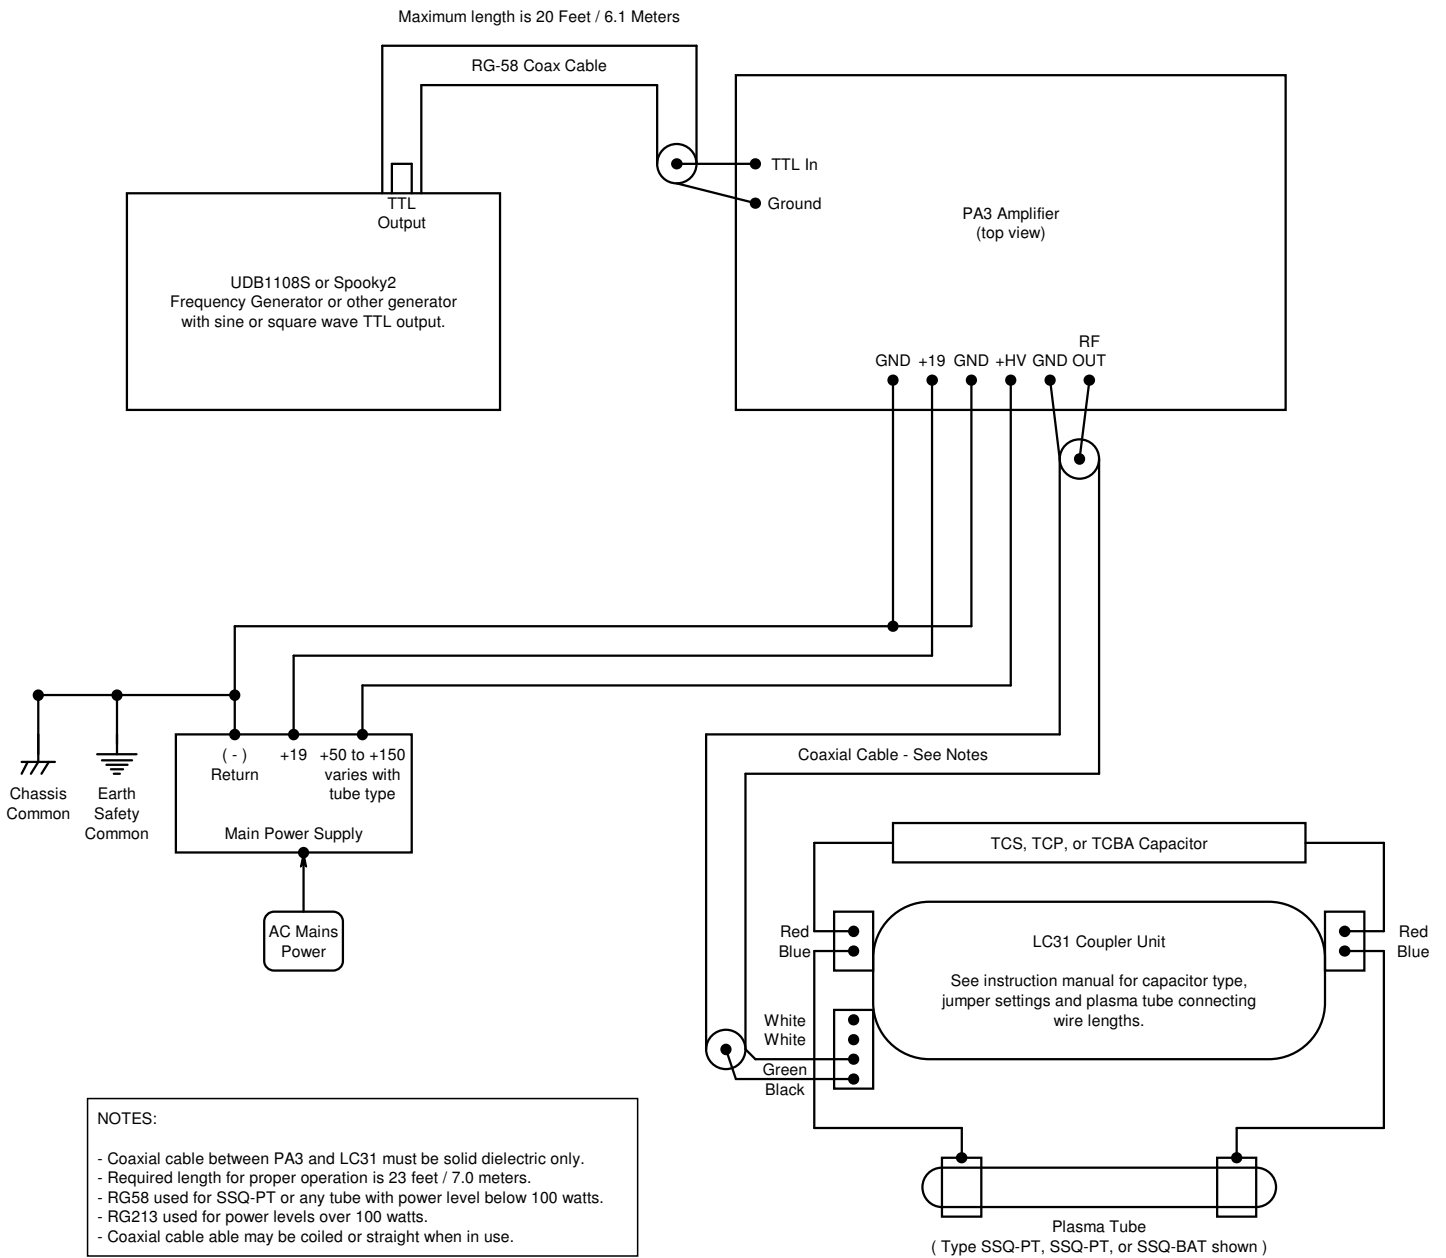 Maximum length is 20 Feet / 6.1 Meters
RG-58 Coax Cable
TTL In
Ground
PA3 Amplifier
(top view)
TTL
Output
UDB1108S or Spooky2
Frequency Generator or other generator
with sine or square wave TTL output.
RF
GND +19 GND +HV GND OUT
( - )
Return
+19
+50 to +150
varies with
tube type
Main Power Supply
Chassis
Common
Earth
Safety
Common
AC Mains
Power
Coaxial Cable - See Notes
TCS, TCP, or TCBA Capacitor
Red
Blue
LC31 Coupler Unit
See instruction manual for capacitor type,
jumper settings and plasma tube connecting
wire lengths.
Red
Blue
White
White
Green
Black
NOTES:
- Coaxial cable between PA3 and LC31 must be solid dielectric only.
- Required length for proper operation is 23 feet / 7.0 meters.
- RG58 used for SSQ-PT or any tube with power level below 100 watts.
- RG213 used for power levels over 100 watts.
- Coaxial cable able may be coiled or straight when in use.
Plasma Tube
( Type SSQ-PT, SSQ-PT, or SSQ-BAT shown )